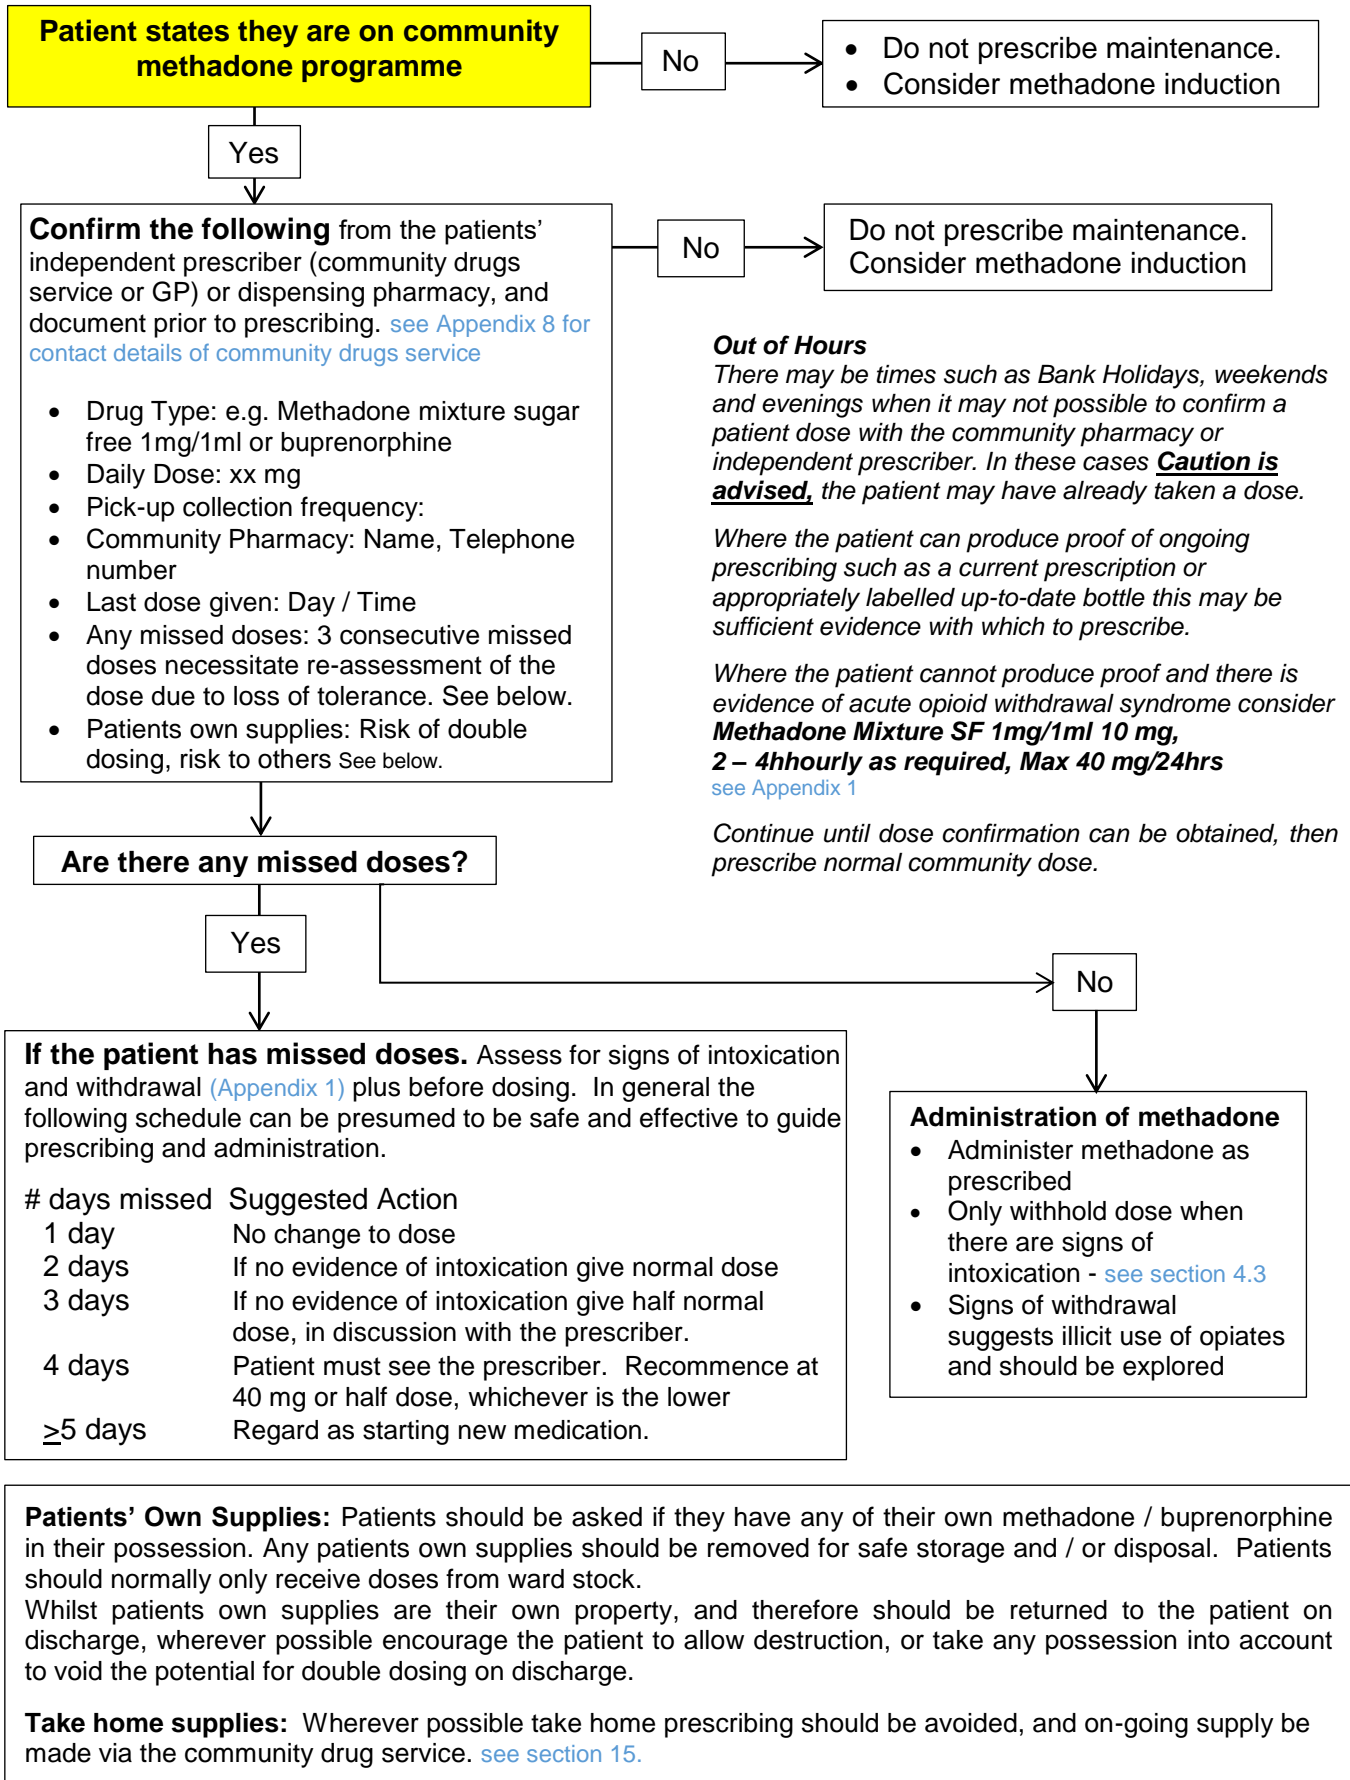 Patient states they are on community
methadone programme
No
• Do not prescribe maintenance.
• Consider methadone induction
Yes
Confirm the following from the patients’
independent prescriber (community drugs
service or GP) or dispensing pharmacy, and
document prior to prescribing. see Appendix 8 for
contact details of community drugs service
• Drug Type: e.g. Methadone mixture sugar
free 1mg/1ml or buprenorphine
• Daily Dose: xx mg
• Pick-up collection frequency:
• Community Pharmacy: Name, Telephone
number
• Last dose given: Day / Time
• Any missed doses: 3 consecutive missed
doses necessitate re-assessment of the
dose due to loss of tolerance. See below.
• Patients own supplies: Risk of double
dosing, risk to others See below.
No
Do not prescribe maintenance.
Consider methadone induction
Out of Hours
There may be times such as Bank Holidays, weekends
and evenings when it may not possible to confirm a
patient dose with the community pharmacy or
independent prescriber. In these cases Caution is
advised, the patient may have already taken a dose.
Where the patient can produce proof of ongoing
prescribing such as a current prescription or
appropriately labelled up-to-date bottle this may be
sufficient evidence with which to prescribe.
Where the patient cannot produce proof and there is
evidence of acute opioid withdrawal syndrome consider
Methadone Mixture SF 1mg/1ml 10 mg,
2 – 4hhourly as required, Max 40 mg/24hrs
see Appendix 1
Continue until dose confirmation can be obtained, then
prescribe normal community dose.
Are there any missed doses?
Yes
No
If the patient has missed doses. Assess for signs of intoxication
and withdrawal (Appendix 1) plus before dosing. In general the
following schedule can be presumed to be safe and effective to guide
prescribing and administration.
# days missed Suggested Action
1 day No change to dose
2 days If no evidence of intoxication give normal dose
3 days If no evidence of intoxication give half normal
dose, in discussion with the prescriber.
4 days Patient must see the prescriber. Recommence at
40 mg or half dose, whichever is the lower
>5 days Regard as starting new medication.
Administration of methadone
• Administer methadone as
prescribed
• Only withhold dose when
there are signs of
intoxication - see section 4.3
• Signs of withdrawal
suggests illicit use of opiates
and should be explored
Patients’ Own Supplies: Patients should be asked if they have any of their own methadone / buprenorphine
in their possession. Any patients own supplies should be removed for safe storage and / or disposal. Patients
should normally only receive doses from ward stock.
Whilst patients own supplies are their own property, and therefore should be returned to the patient on
discharge, wherever possible encourage the patient to allow destruction, or take any possession into account
to void the potential for double dosing on discharge.
Take home supplies: Wherever possible take home prescribing should be avoided, and on-going supply be
made via the community drug service. see section 15.